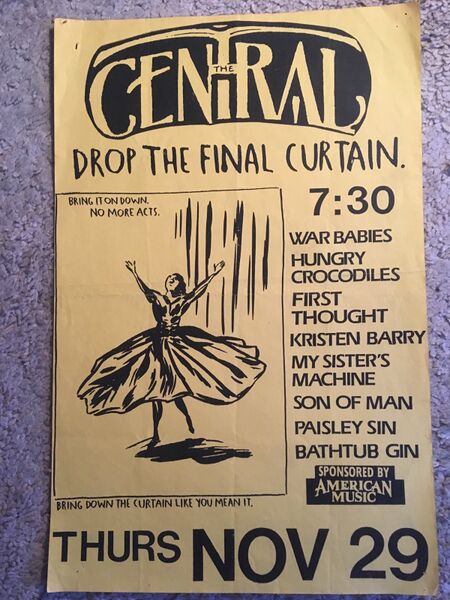 THE
CENTRAL
DROP THE FINAL CURTAIN.
BRING IT ON DOWN.
NO MORE ACTS.
7:30
WAR BABIES
HUNGRY
CROCODILES
FIRST
THOUGHT
KRISTEN BARRY
MY SISTER'S
MACHINE
SON OF MAN
PAISLEY SIN
BATHTUB GIN
SPONSORED BY
AMERICAN
MUSIC
BRING DOWN THE CURTAIN LIKE YOU MEAN IT.
THURS NOV 29